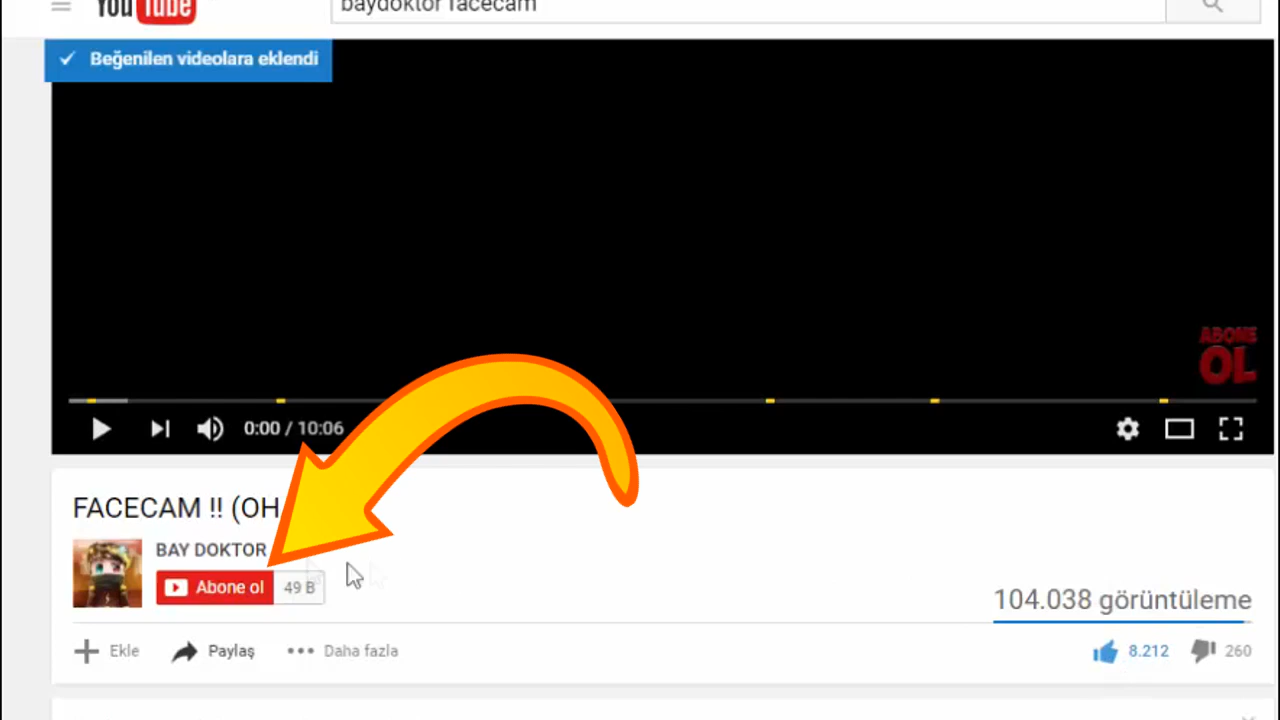 YouTube
baydoktor facecam
Beğenilen videolara eklendi
ABONE
OL
0:00 / 10:06
FACECAM !! (OH
BAY DOKTOR
Abone ol
49 B
104.038 görüntüleme
Ekle
Paylaş
Daha fazla
8.212
260